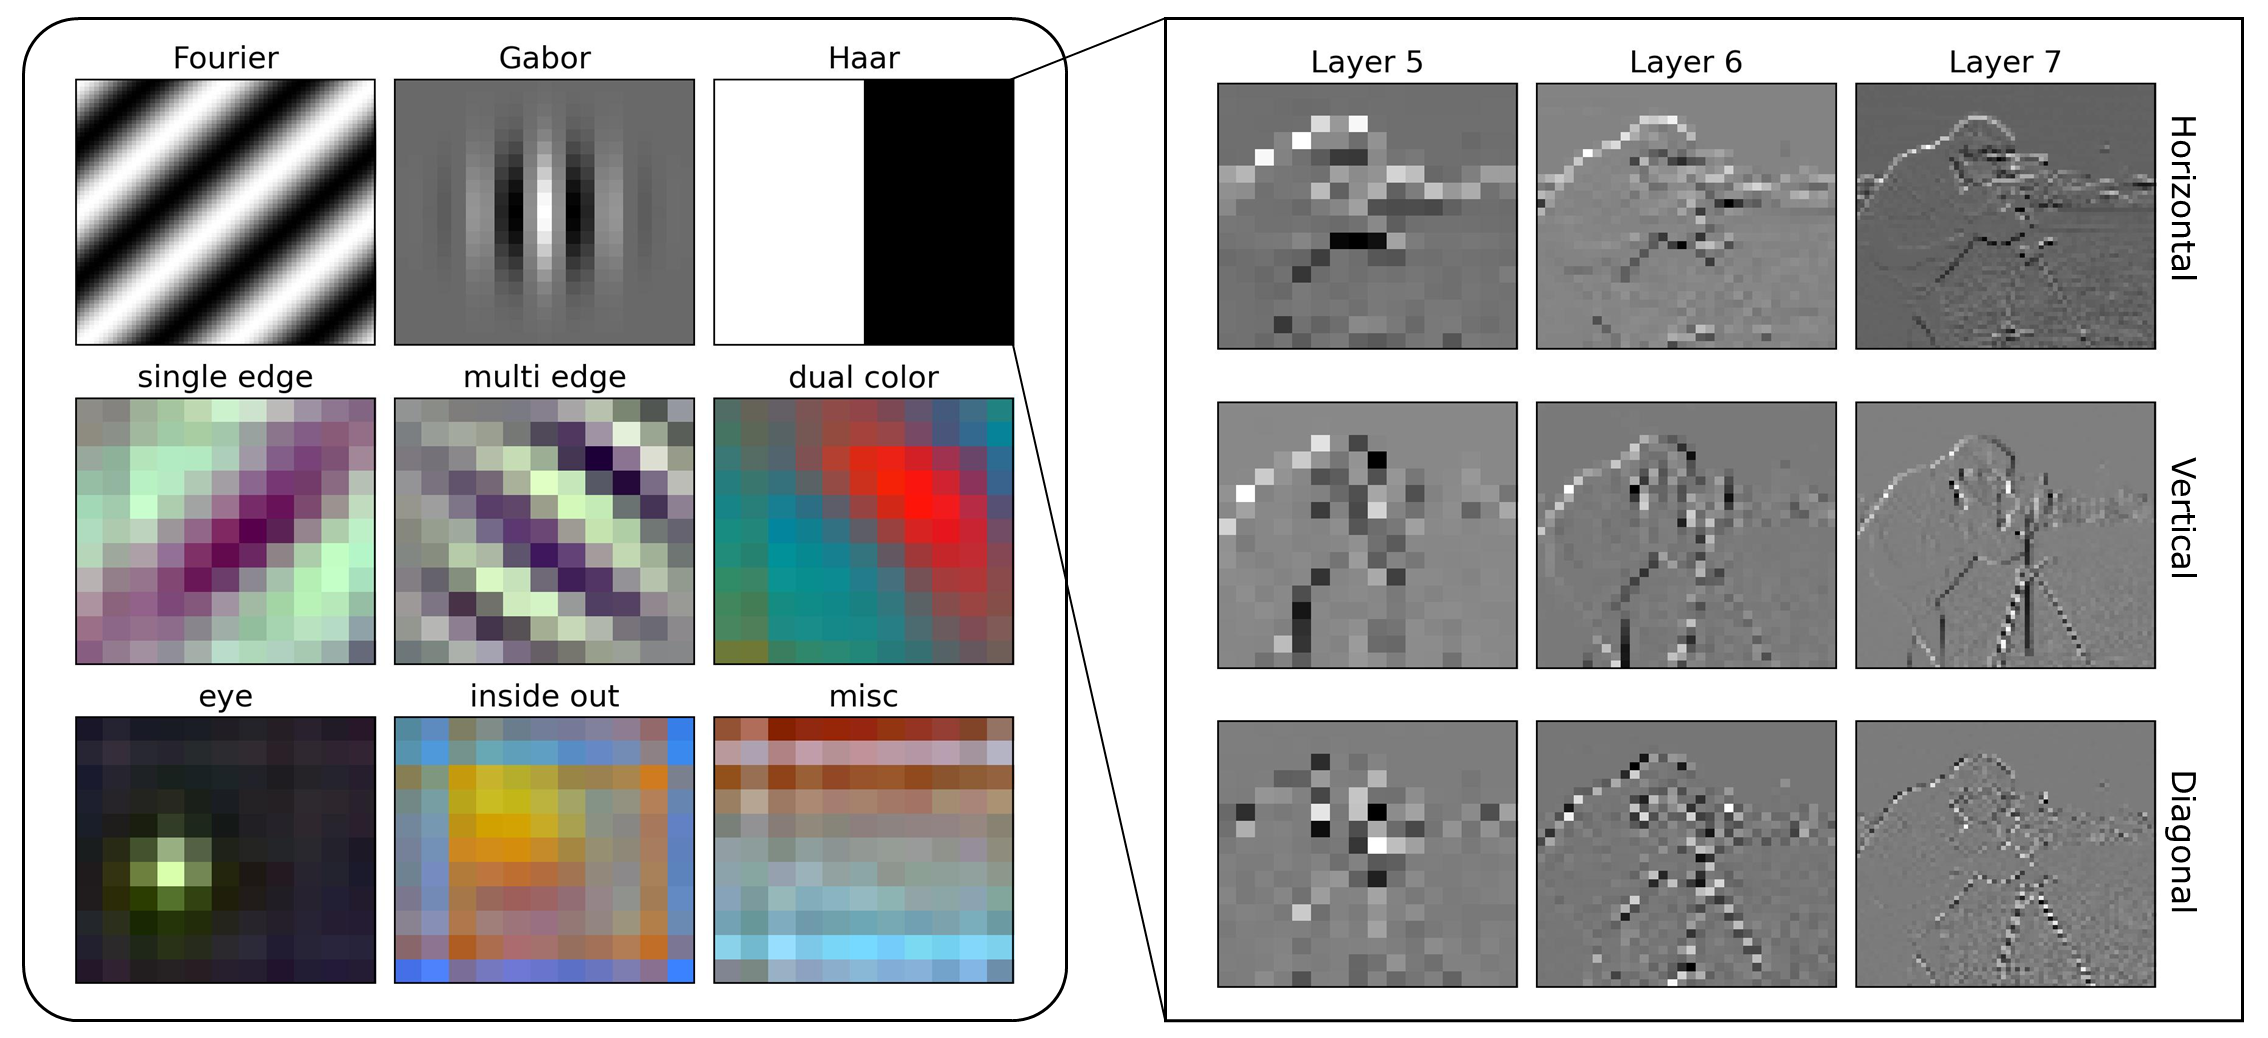 Fourier
Gabor
Haar
single edge
multi edge
dual color
eye
inside out
misc
Layer 5
Layer 6
Layer 7
Horizontal
Vertical
Diagonal